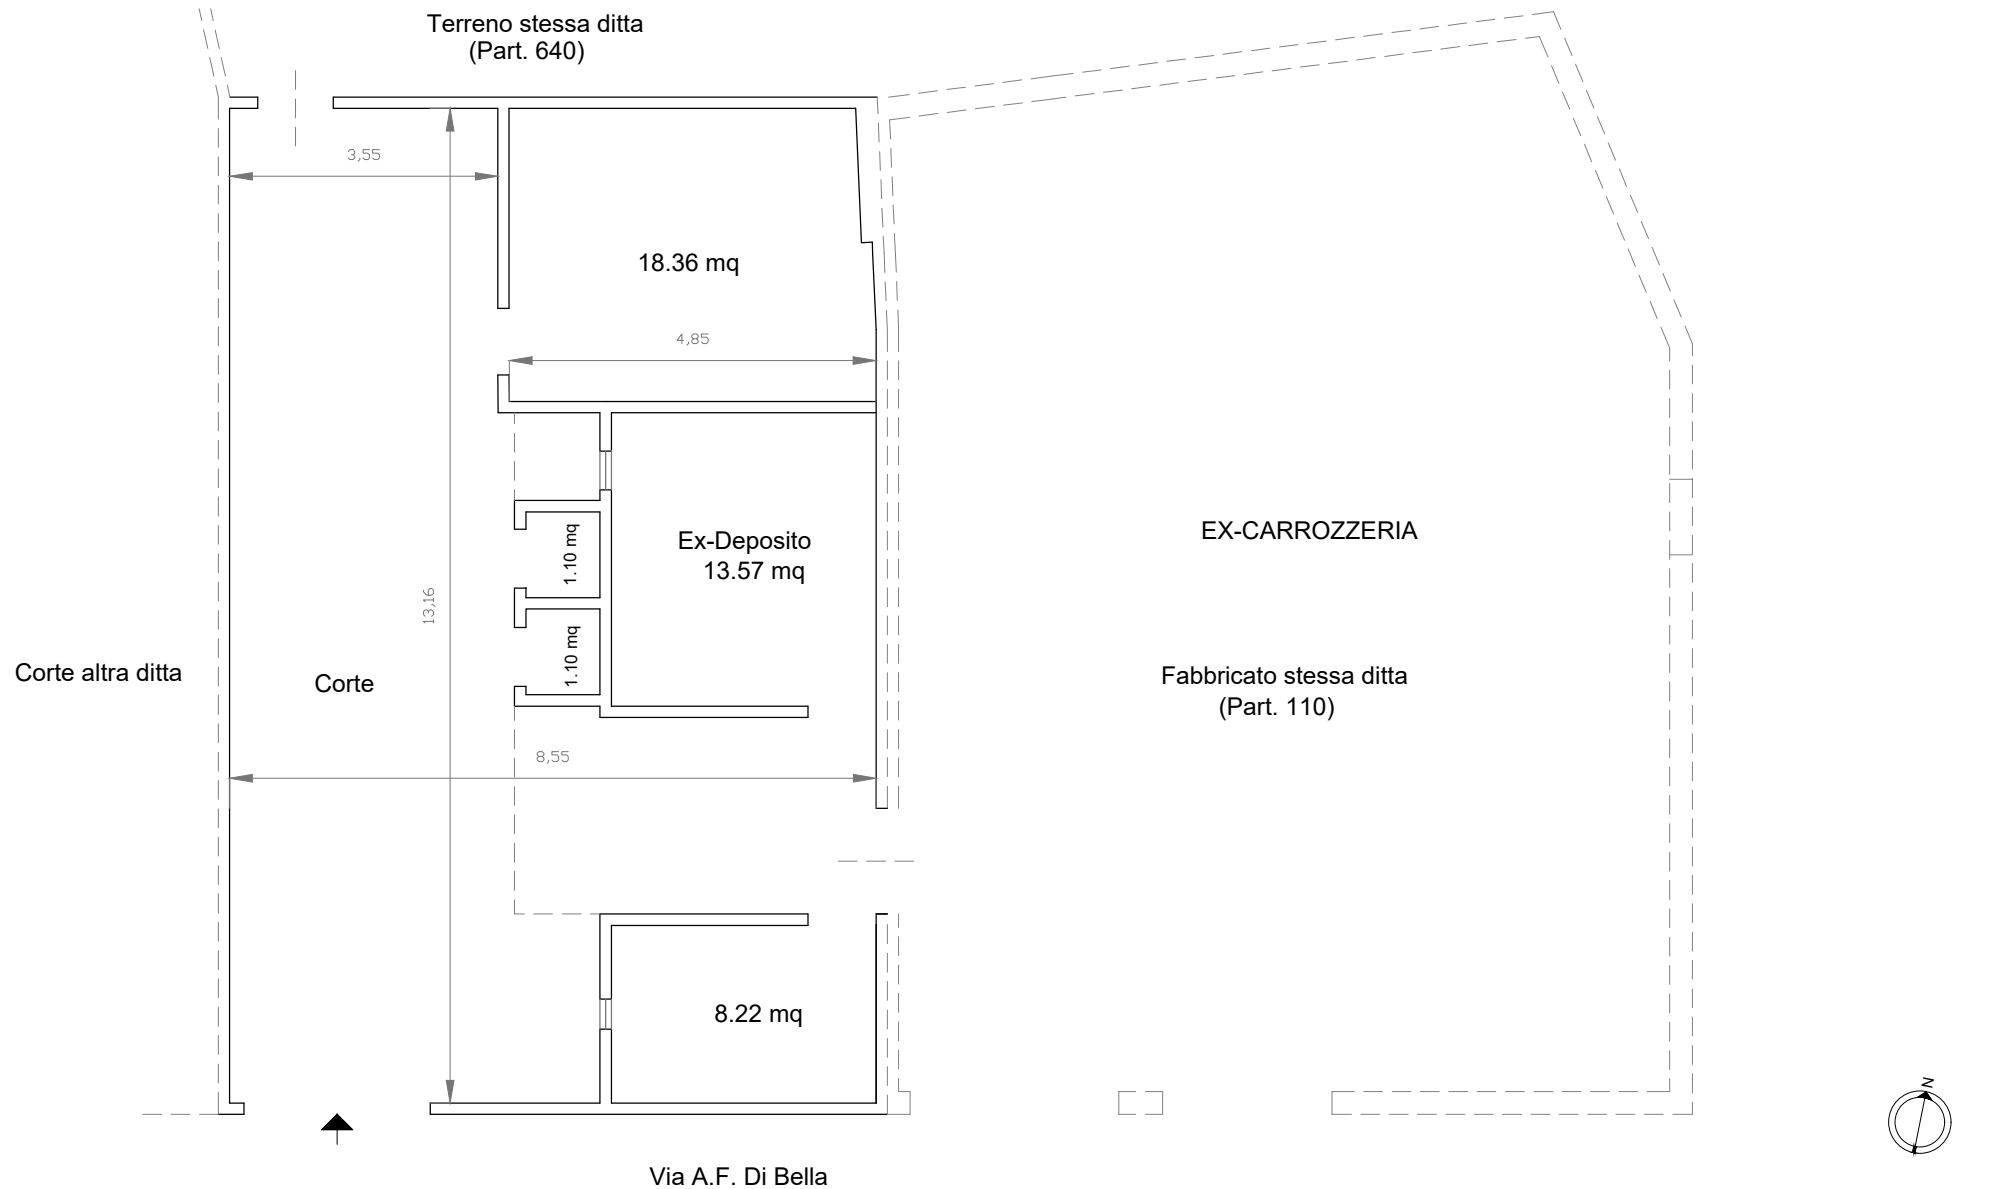 Terreno stessa ditta
(Part. 640)
3,55
18.36 mq
4,85
EX-CARROZZERIA
Ex-Deposito
13.57 mq
1.10 mq
13,16
1.10 mq
Corte altra ditta
Corte
Fabbricato stessa ditta
(Part. 110)
8,55
8.22 mq
N
Via A.F. Di Bella